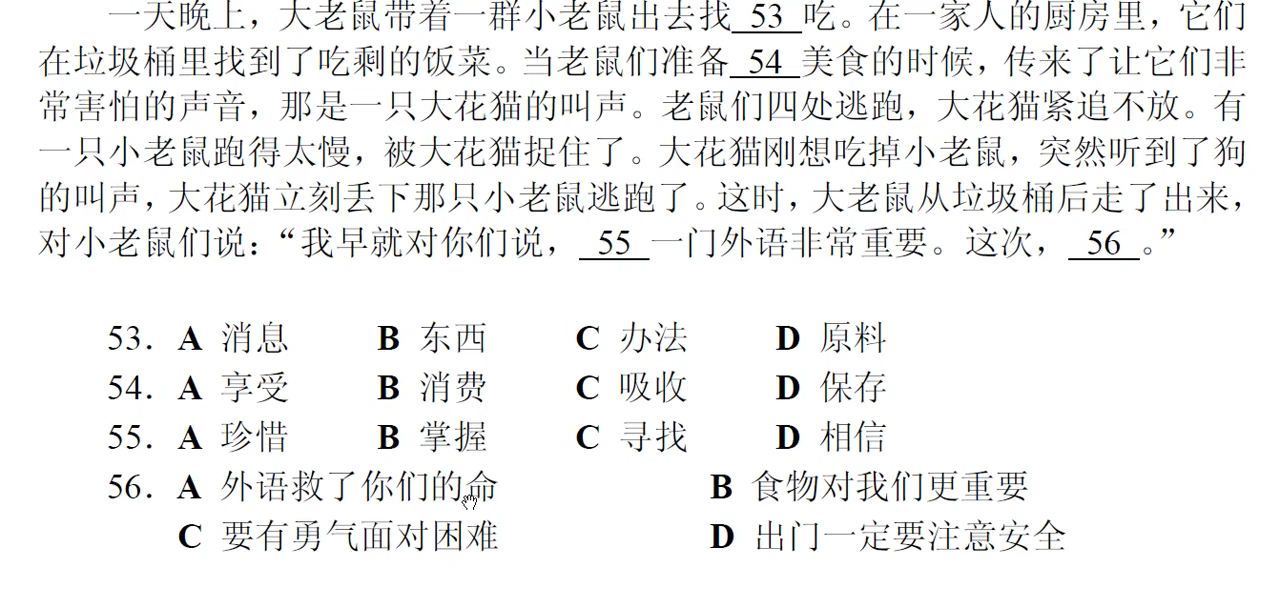 一天晚上，大老鼠带着一群小老鼠出去找 53 吃。在一家人的厨房里，它们
在垃圾桶里找到了吃剩的饭菜。当老鼠们准备 54 美食的时候，传来了让它们非
常害怕的声音，那是一只大花猫的叫声。老鼠们四处逃跑，大花猫紧追不放。有
一只小老鼠跑得太慢，被大花猫捉住了。大花猫刚想吃掉小老鼠，突然听到了狗
的叫声，大花猫立刻丢下那只小老鼠逃跑了。这时，大老鼠从垃圾桶后走了出来，
对小老鼠们说：“我早就对你们说， 55 一门外语非常重要。这次， 56 。”
53．A 消息 B 东西 C 办法 D 原料
54．A 享受 B 消费 C 吸收 D 保存
55．A 珍惜 B 掌握 C 寻找 D 相信
56．A 外语救了你们的命 B 食物对我们更重要
C 要有勇气面对困难 D 出门一定要注意安全